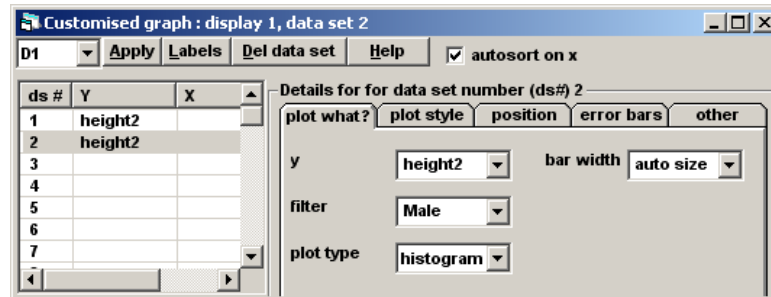 Customised graph : display 1, data set 2
D1 Apply Labels Del data set Help autosort on x
ds # Y X
1 height2
2 height2
3
4
5
6
7
Details for for data set number (ds#) 2
plot what? plot style position error bars other
y height2 bar width auto size
filter Male
plot type histogram